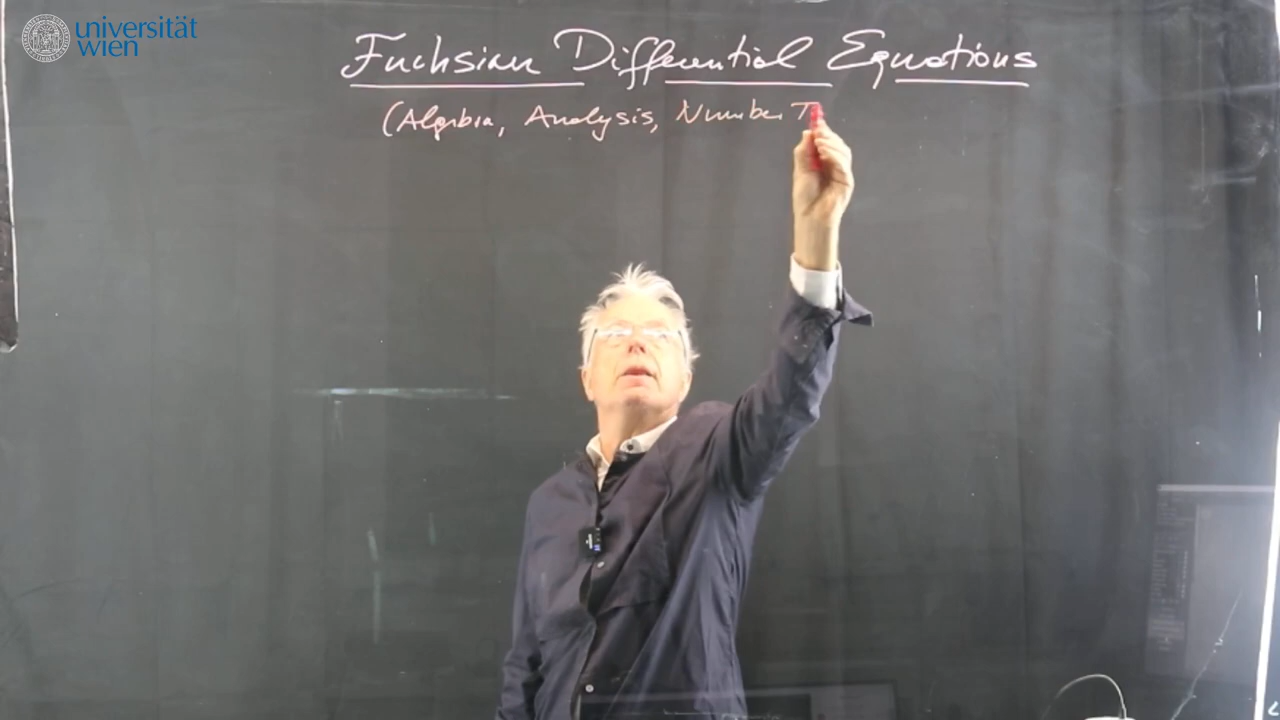 universität
wien
Fuchsian Differential Equations
(Algebra, Analysis, Number T